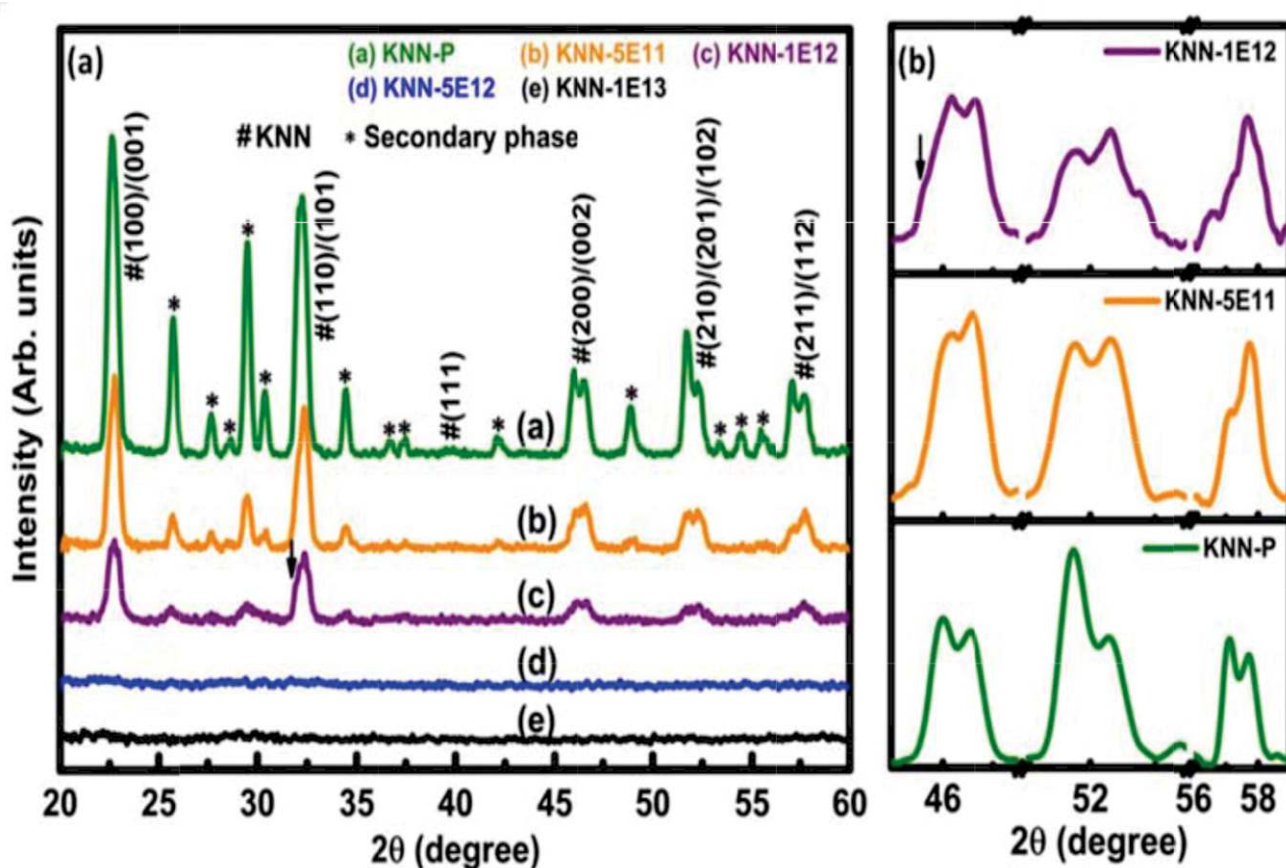 (a)
(a) KNN-P (b) KNN-5E11 (c) KNN-1E12
(d) KNN-5E12 (e) KNN-1E13
#KNN * Secondary phase
#(100)/(001)
*
*
*
*
*
#(110)/(101)
*
**
#(111)
*
#(200)/(002)
*
#(210)/(201)/(102)
*
*
*
#(211)/(112)
(a)
(b)
(c)
(d)
(e)
Intensity (Arb. units)
20 25 30 35 40 45 50 55 60
2θ (degree)
(b)
KNN-1E12
KNN-5E11
KNN-P
46 52 56 58
2θ (degree)